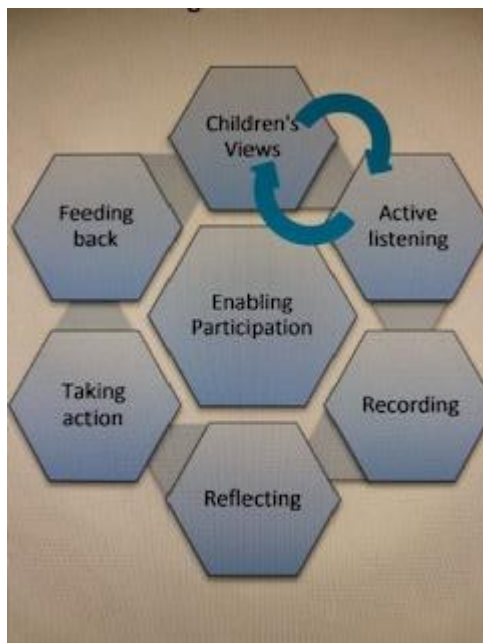 Children's
Views
Active
listening
Recording
Reflecting
Taking
action
Feeding
back
Enabling
Participation